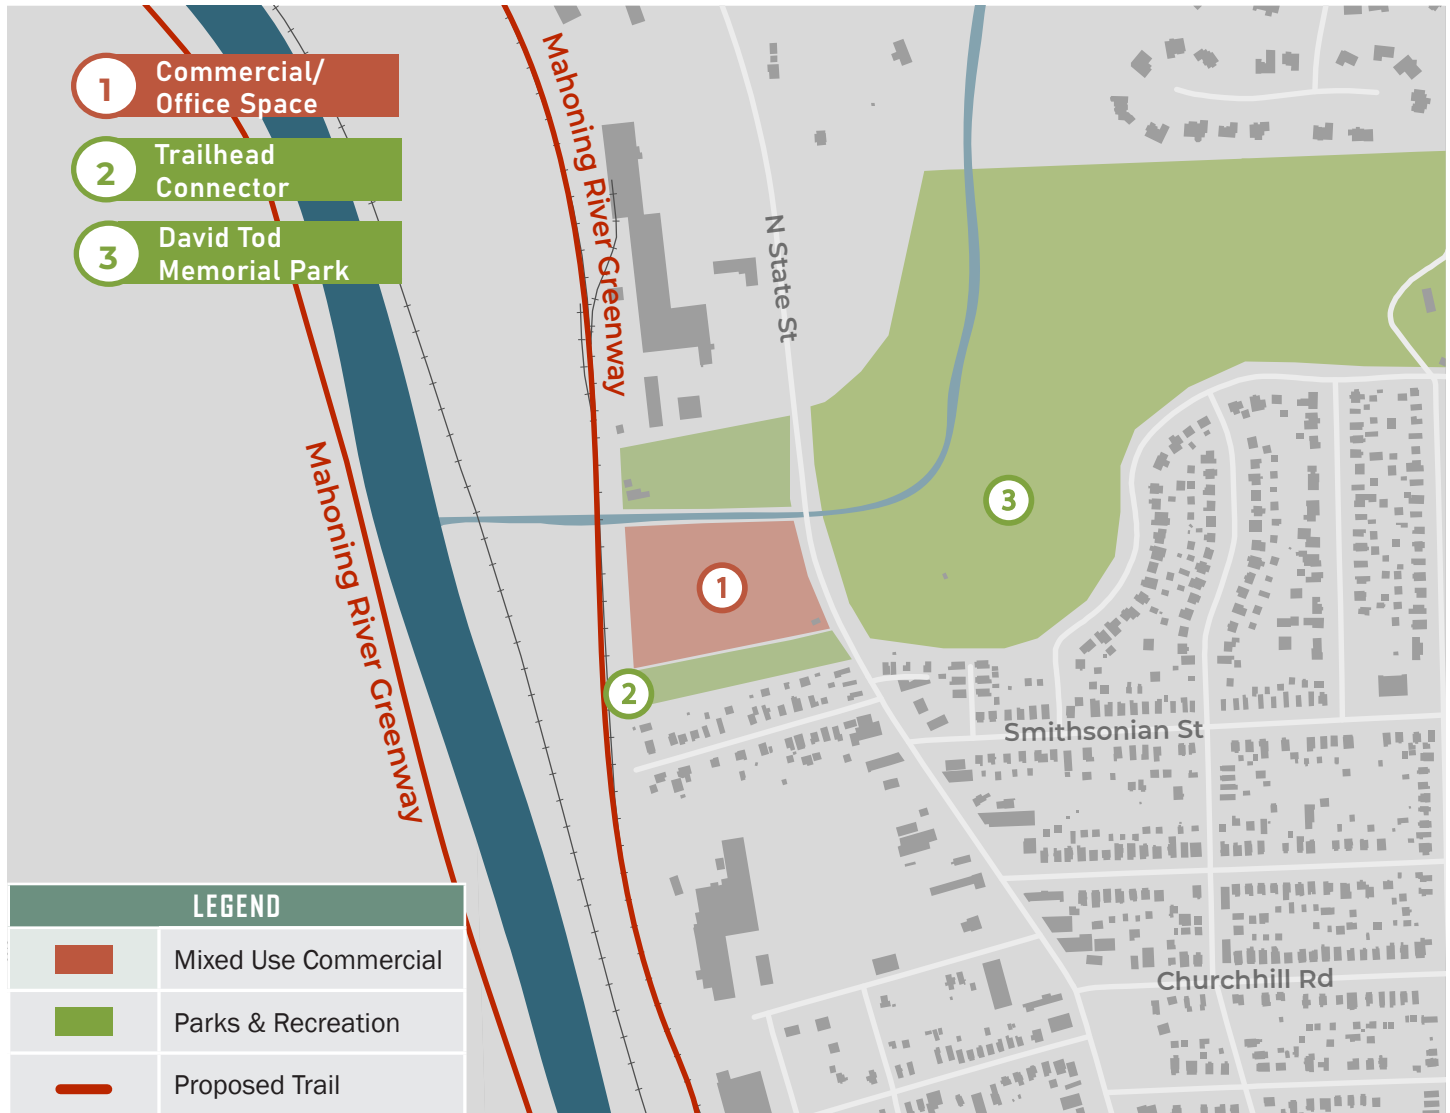 1
Commercial/
Office Space
2
Trailhead
Connector
3
David Tod
Memorial Park
Mahoning River Greenway
N State St
3
Mahoning River Greenway
1
2
Smithsonian St
Churchhill Rd
LEGEND
Mixed Use Commercial
Parks & Recreation
Proposed Trail